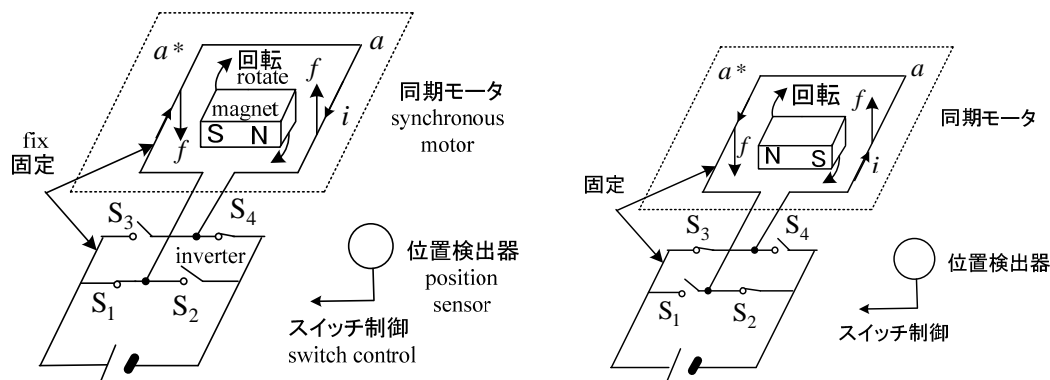 a*
a
回転
rotate
f
f
i
magnet
S N
同期モータ
synchronous
motor
fix
固定
S3
S4
inverter
S1
S2
位置検出器
position
sensor
スイッチ制御
switch control
a*
a
回転
f
f
i
N S
同期モータ
固定
S3
S4
S1
S2
位置検出器
スイッチ制御